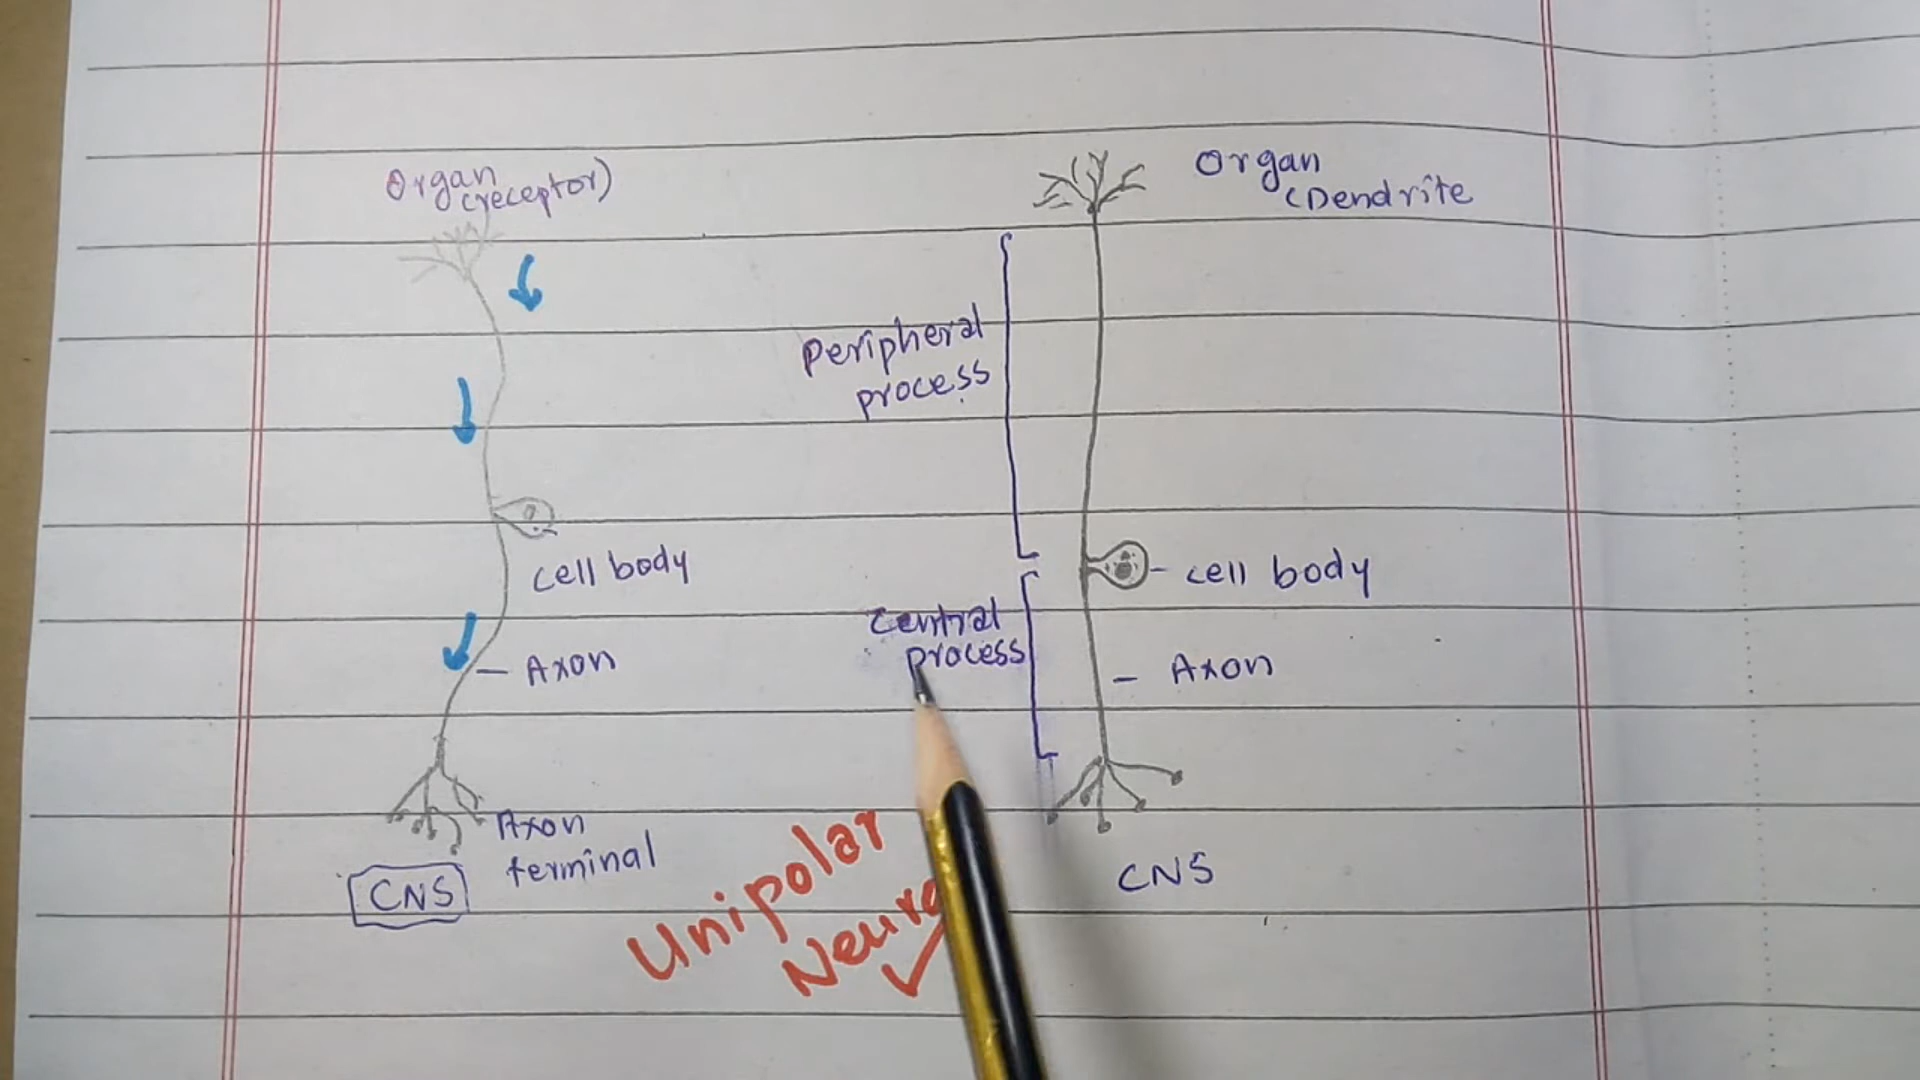 Organ
(receptor)
Cell body
Axon
Axon
terminal
CNS
Organ
(Dendrite
Peripheral
process
cell body
Central
process
Axon
CNS
Unipolar